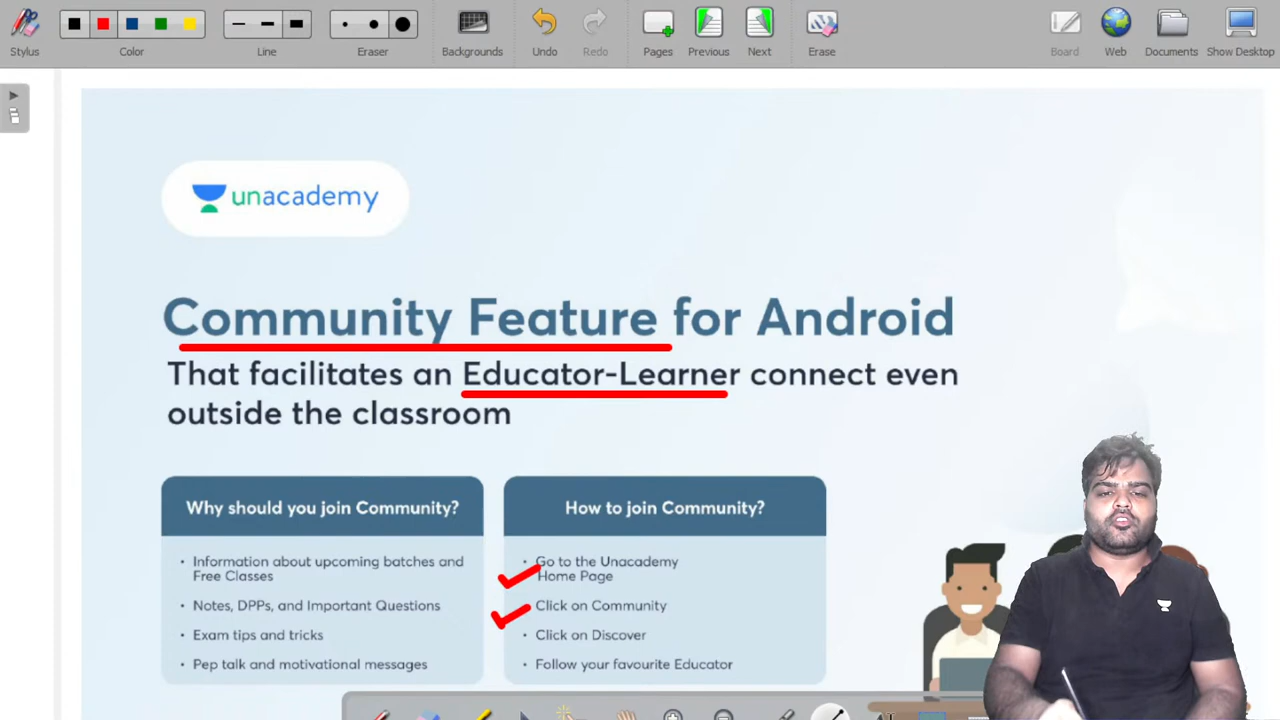 Stylus
Color
Line
Eraser
Backgrounds
Undo
Redo
Pages
Previous
Next
Erase
Board
Web
Documents
Show Desktop
unacademy
Community Feature for Android
That facilitates an Educator-Learner connect even
outside the classroom
Why should you join Community?
• Information about upcoming batches and
Free Classes
• Notes, DPPs, and Important Questions
• Exam tips and tricks
• Pep talk and motivational messages
How to join Community?
• Go to the Unacademy
Home Page
Click on Community
• Click on Discover
• Follow your favourite Educator